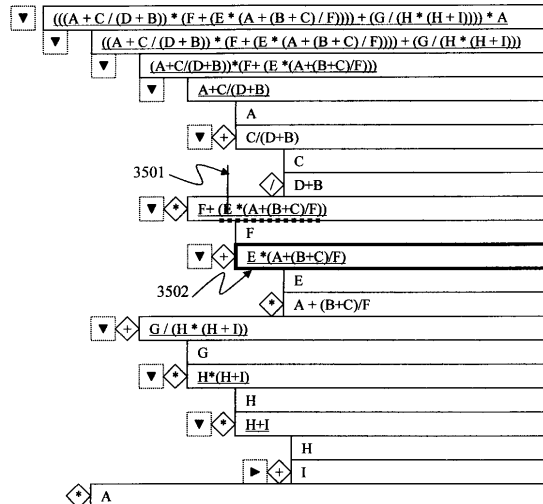 (((A + C / (D + B)) * (F + (E * (A + (B + C) / F)))) + (G / (H * (H + I)))) * A
((A + C / (D + B)) * (F + (E * (A + (B + C) / F)))) + (G / (H * (H + I)))
(A+C/(D+B))*(F+ (E *(A+(B+C)/F)))
A+C/(D+B)
A
+ C/(D+B)
C
3501
/ D+B
* F+ (E *(A+(B+C)/F))
F
+ E *(A+(B+C)/F)
E
3502
* A + (B+C)/F
+ G / (H * (H + I))
G
* H*(H+I)
H
* H+I
H
+ I
* A